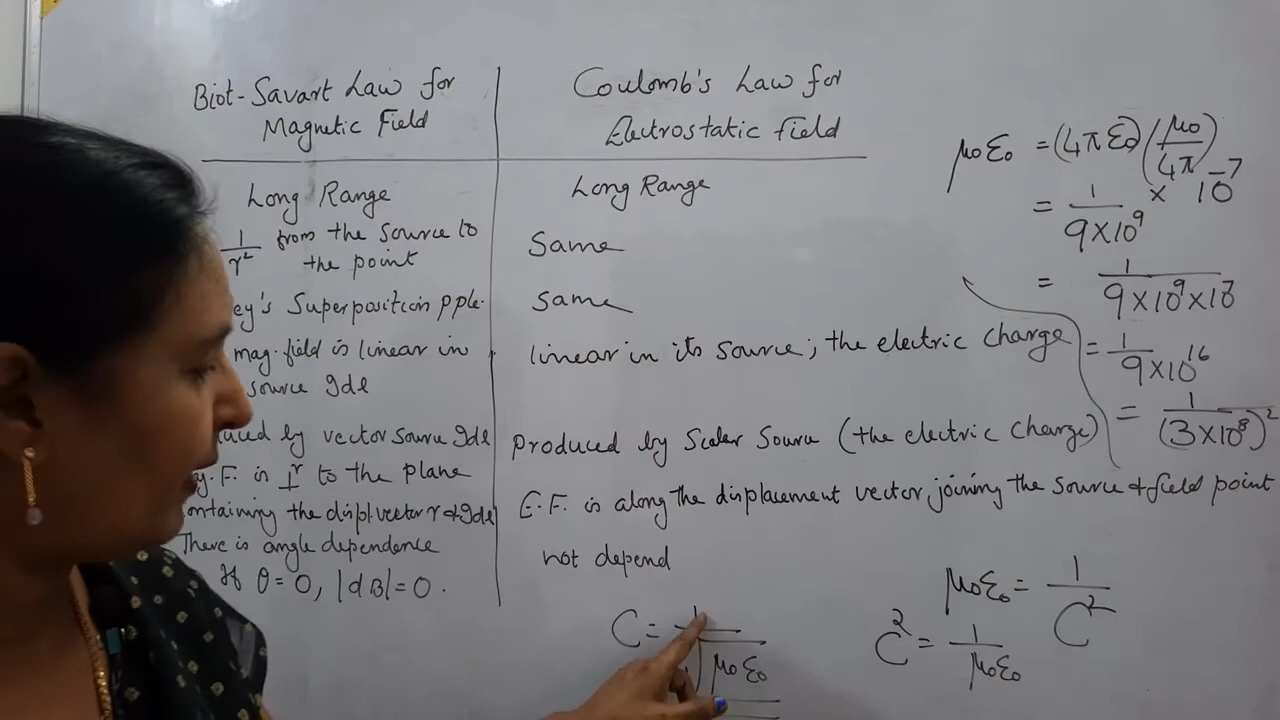 Biot-Savart Law for
Magnetic Field
Long Range
1/r² from the source to
the point
ey's Superposition pple.
mag. field is linear in
source Idl
uced by vector source Idl
g.F. is ⊥r to the plane
ontaining the displ. vector r & Idl
There is angle dependence
If θ = 0, |dB| = 0.
Coulomb's Law for
Electrostatic field
Long Range
Same
Same
linear in its source; the electric charge
produced by Scalar Source (the electric charge)
E.F. is along the displacement vector, joining the source & field point
not depend
C = 1/√μ₀ε₀
μ₀ε₀ = (4πε₀)(μ₀/4π)
= 1/9×10⁹ × 10⁻⁷
= 1/9×10⁹×10⁷
= 1/9×10¹⁶
= 1/(3×10⁸)²
μ₀ε₀ = 1/C²
C² = 1/μ₀ε₀